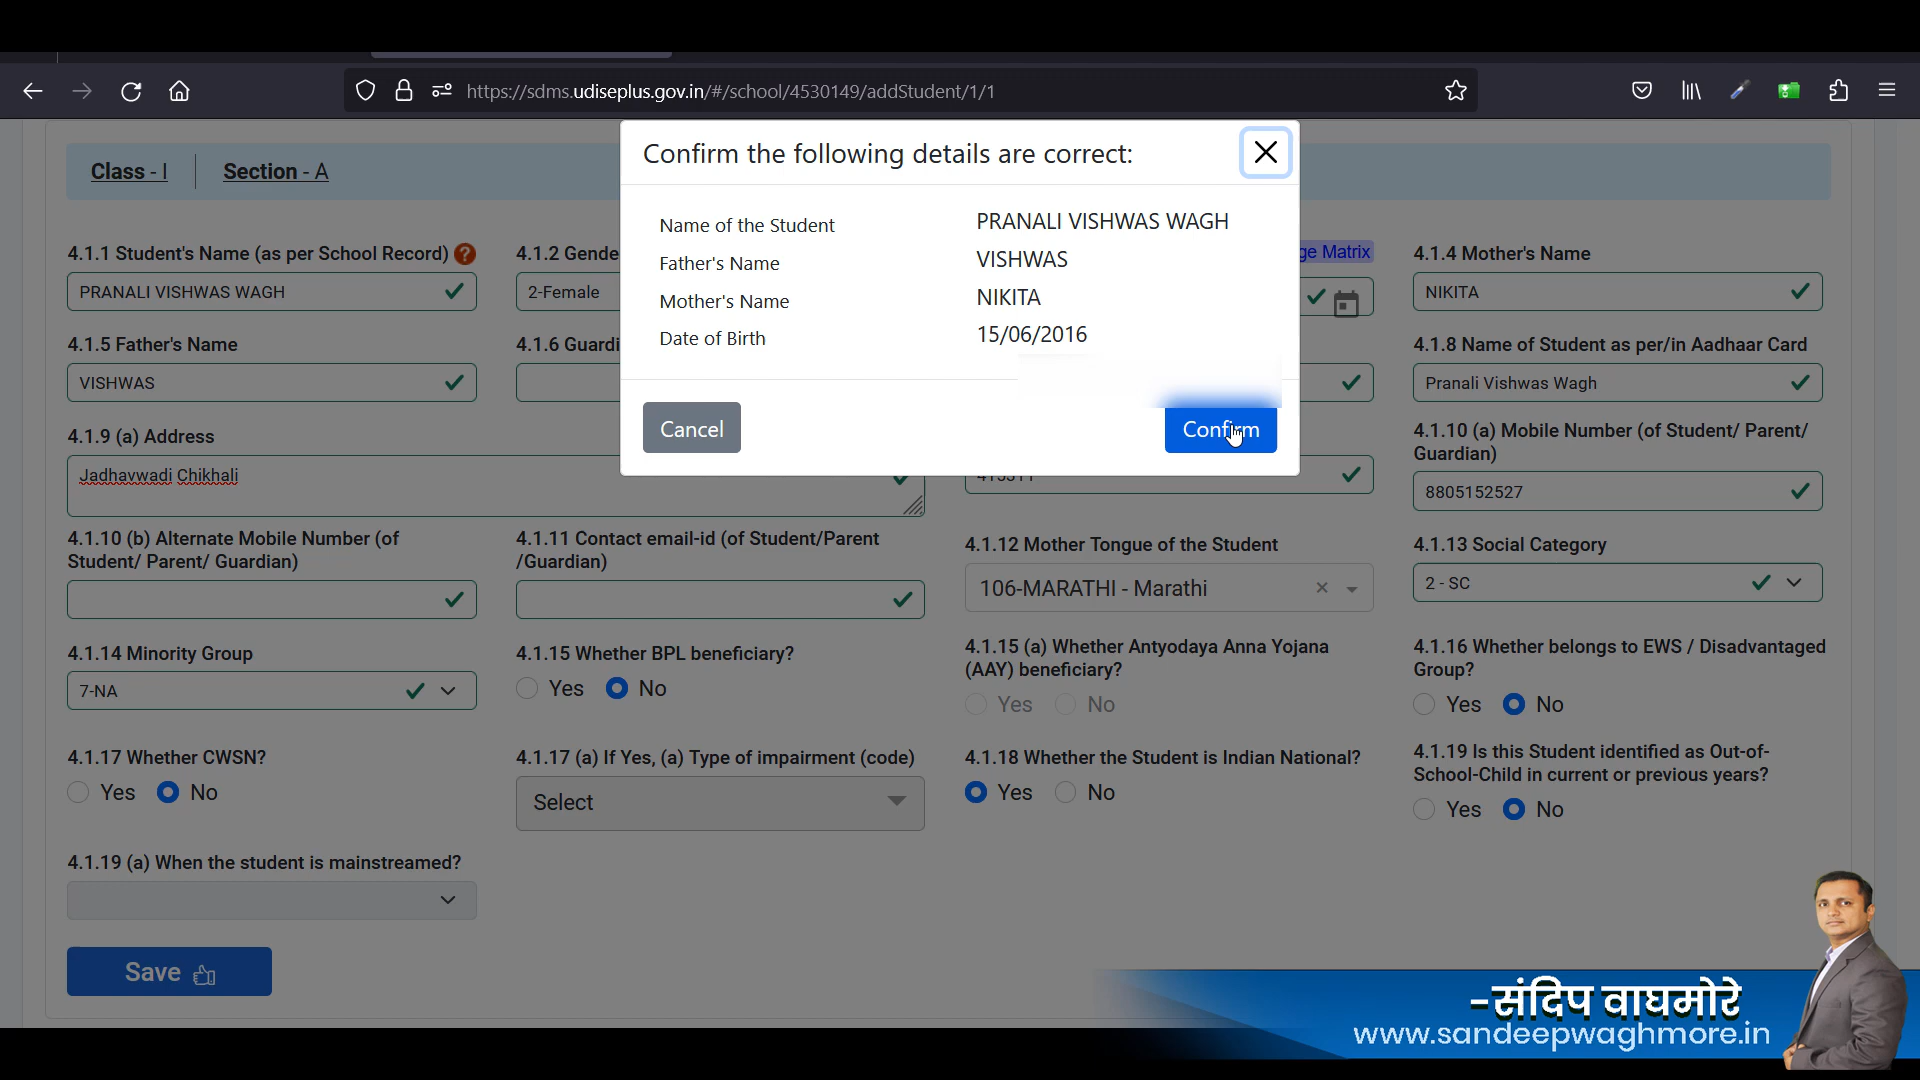 https://sdms.udiseplus.gov.in/#/school/4530149/addStudent/1/1
Confirm the following details are correct:
Name of the Student PRANALI VISHWAS WAGH
Father's Name VISHWAS
Mother's Name NIKITA
Date of Birth 15/06/2016
Cancel Confirm
Class - I Section - A
4.1.1 Student's Name (as per School Record) ?
PRANALI VISHWAS WAGH
4.1.2 Gende
2-Female
ge Matrix
4.1.4 Mother's Name
NIKITA
4.1.5 Father's Name
VISHWAS
4.1.6 Guardi
4.1.8 Name of Student as per/in Aadhaar Card
Pranali Vishwas Wagh
4.1.9 (a) Address
Jadhavwadi Chikhali
4.1.10 (a) Mobile Number (of Student/ Parent/
Guardian)
8805152527
4.1.10 (b) Alternate Mobile Number (of
Student/ Parent/ Guardian)
4.1.11 Contact email-id (of Student/Parent
/Guardian)
4.1.12 Mother Tongue of the Student
106-MARATHI - Marathi
4.1.13 Social Category
2 - SC
4.1.14 Minority Group
7-NA
4.1.15 Whether BPL beneficiary?
Yes No
4.1.15 (a) Whether Antyodaya Anna Yojana
(AAY) beneficiary?
Yes No
4.1.16 Whether belongs to EWS / Disadvantaged
Group?
Yes No
4.1.17 Whether CWSN?
Yes No
4.1.17 (a) If Yes, (a) Type of impairment (code)
Select
4.1.18 Whether the Student is Indian National?
Yes No
4.1.19 Is this Student identified as Out-of-
School-Child in current or previous years?
Yes No
4.1.19 (a) When the student is mainstreamed?
Save
-संदिप वाघमोरे
www.sandeepwaghmore.in